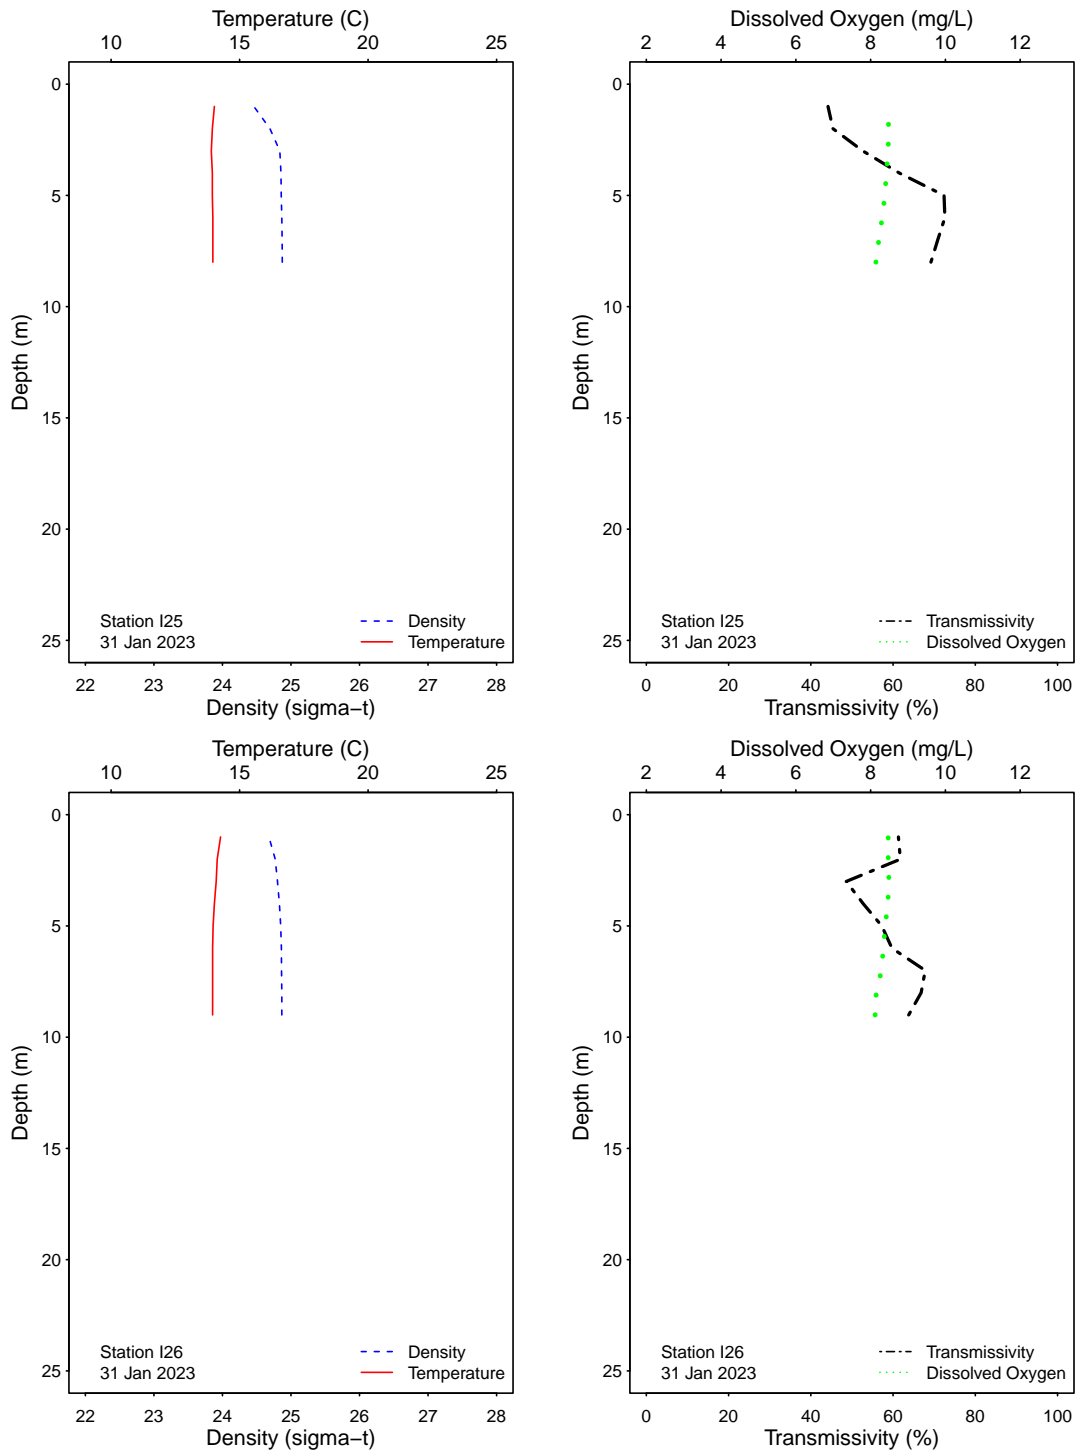 Temperature (C)
10 15 20 25
0
5
10
15
20
25
Depth (m)
Station I25
31 Jan 2023
Density
Temperature
22 23 24 25 26 27 28
Density (sigma−t)
Dissolved Oxygen (mg/L)
2 4 6 8 10 12
0
5
10
15
20
25
Depth (m)
Station I25
31 Jan 2023
Transmissivity
Dissolved Oxygen
0 20 40 60 80 100
Transmissivity (%)
Temperature (C)
10 15 20 25
0
5
10
15
20
25
Depth (m)
Station I26
31 Jan 2023
Density
Temperature
22 23 24 25 26 27 28
Density (sigma−t)
Dissolved Oxygen (mg/L)
2 4 6 8 10 12
0
5
10
15
20
25
Depth (m)
Station I26
31 Jan 2023
Transmissivity
Dissolved Oxygen
0 20 40 60 80 100
Transmissivity (%)